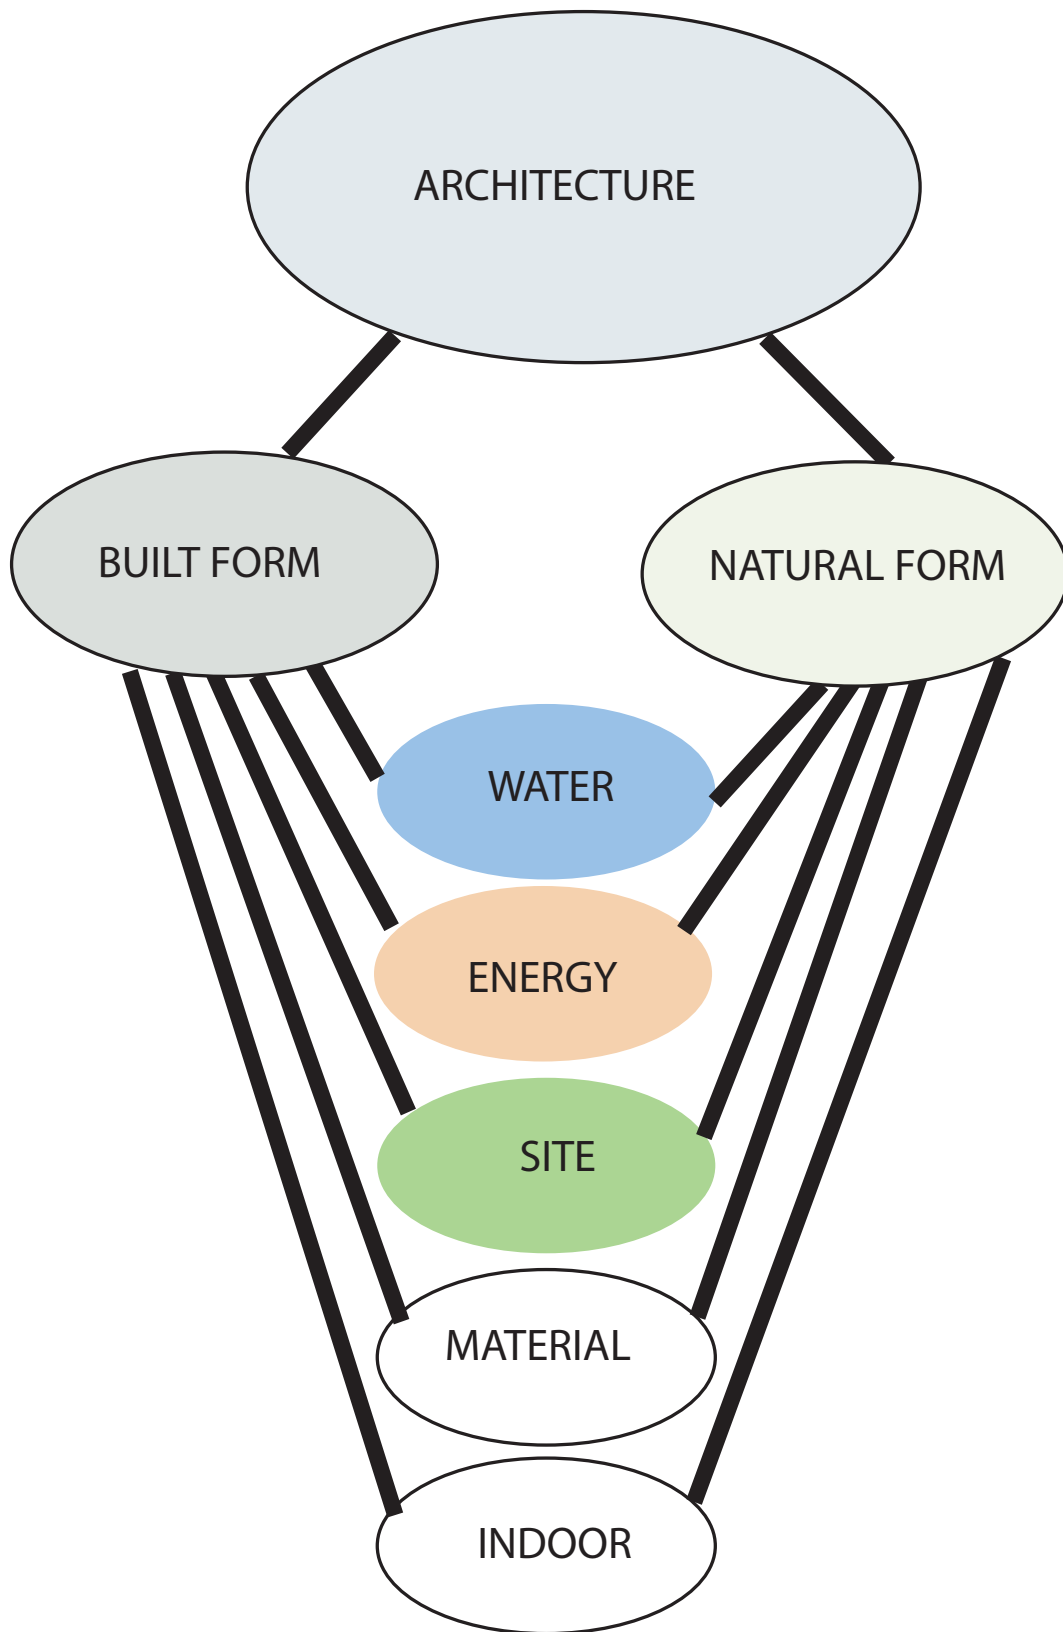 ARCHITECTURE
BUILT FORM
NATURAL FORM
WATER
ENERGY
SITE
MATERIAL
INDOOR